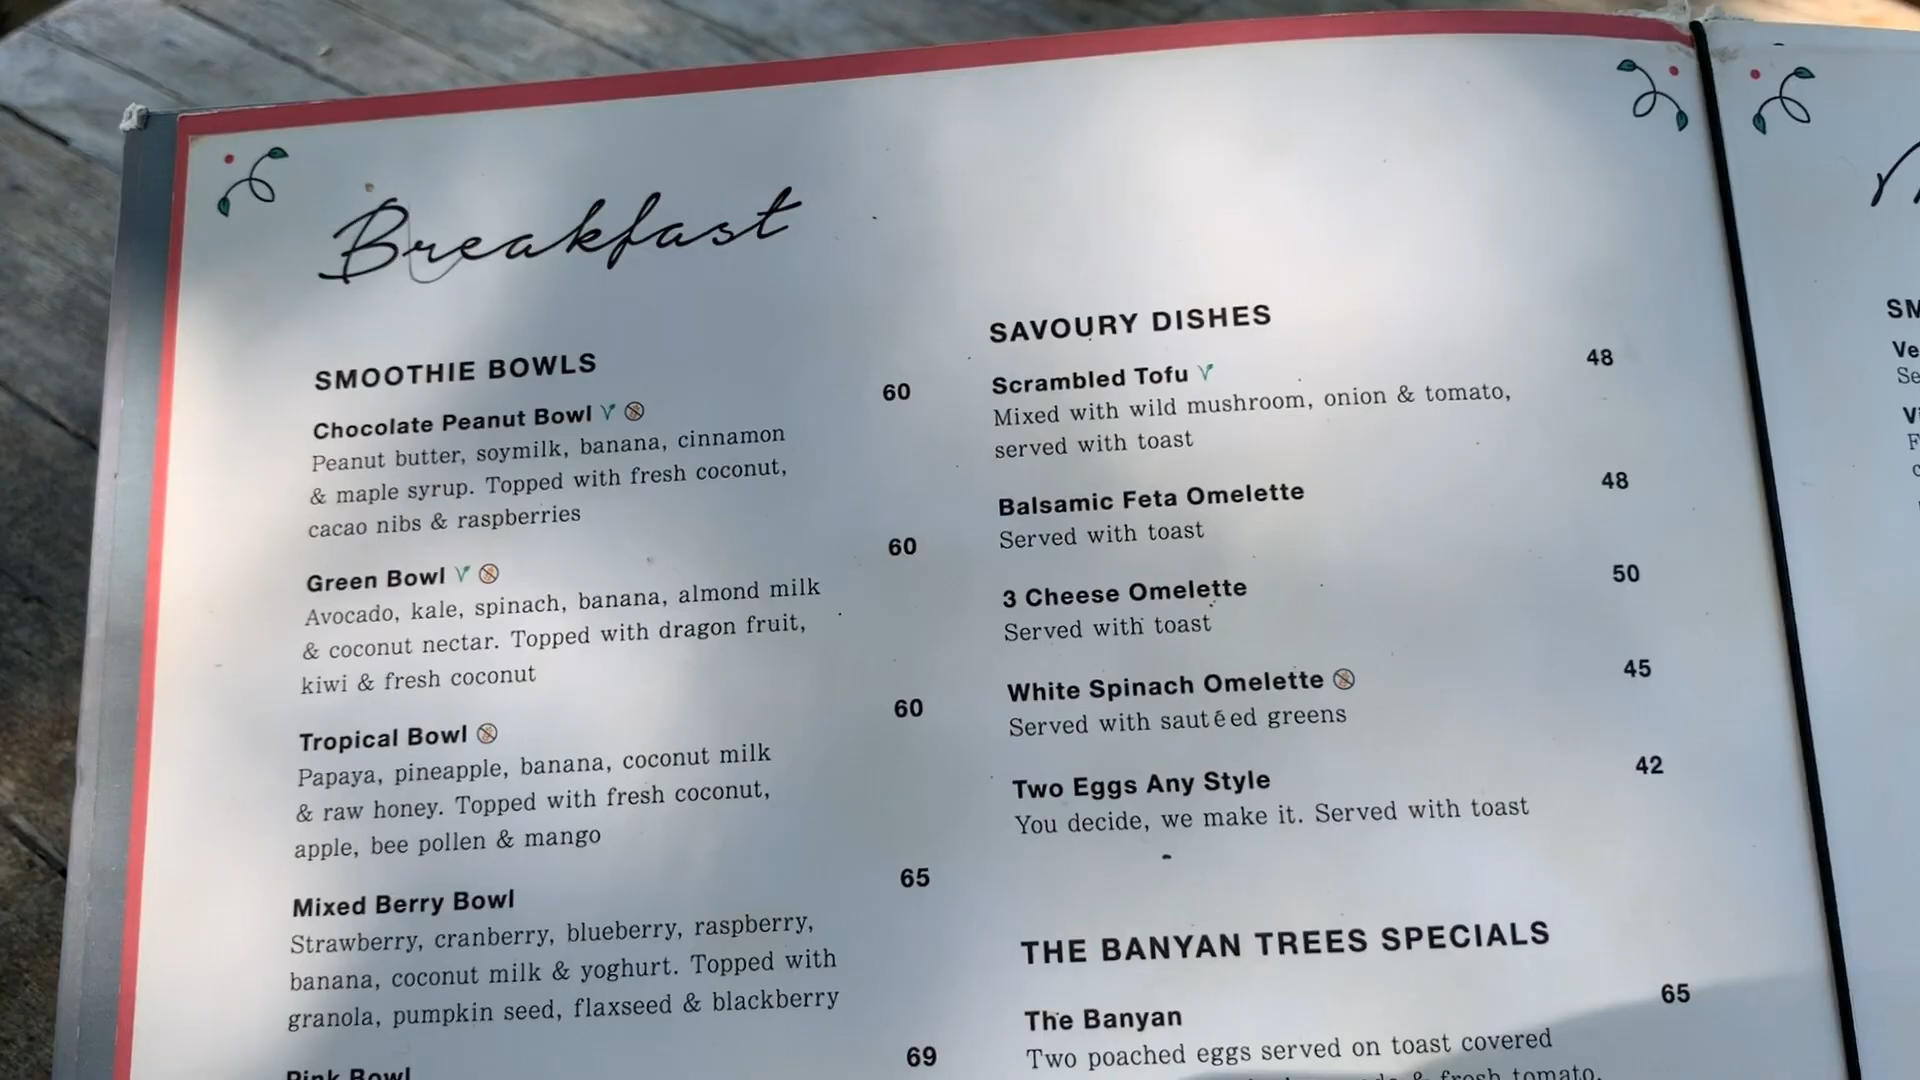 Breakfast
SMOOTHIE BOWLS
Chocolate Peanut Bowl 60
Peanut butter, soymilk, banana, cinnamon
& maple syrup. Topped with fresh coconut,
cacao nibs & raspberries
Green Bowl 60
Avocado, kale, spinach, banana, almond milk
& coconut nectar. Topped with dragon fruit,
kiwi & fresh coconut
Tropical Bowl 60
Papaya, pineapple, banana, coconut milk
& raw honey. Topped with fresh coconut,
apple, bee pollen & mango
Mixed Berry Bowl 65
Strawberry, cranberry, blueberry, raspberry,
banana, coconut milk & yoghurt. Topped with
granola, pumpkin seed, flaxseed & blackberry
Pink Bowl 69
SAVOURY DISHES
Scrambled Tofu 48
Mixed with wild mushroom, onion & tomato,
served with toast
Balsamic Feta Omelette 48
Served with toast
3 Cheese Omelette 50
Served with toast
White Spinach Omelette 45
Served with sautéed greens
Two Eggs Any Style 42
You decide, we make it. Served with toast
THE BANYAN TREES SPECIALS
The Banyan 65
Two poached eggs served on toast covered
& fresh tomato,